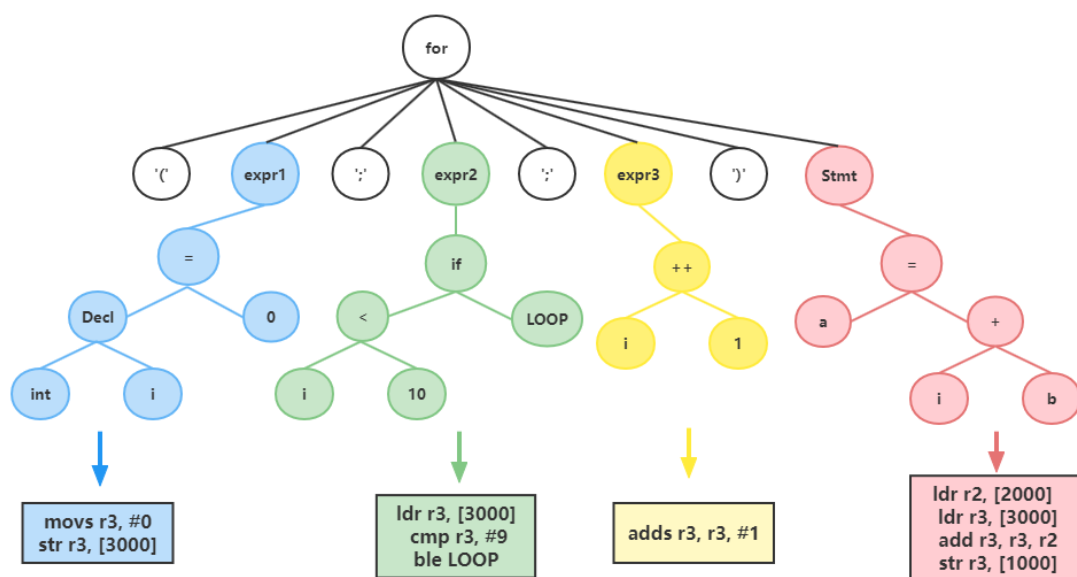 for
'('
expr1
';'
expr2
';'
expr3
')'
Stmt
=
if
++
=
Decl
0
<
LOOP
i
1
a
+
int
i
i
10
i
b
movs r3, #0
str r3, [3000]
ldr r3, [3000]
cmp r3, #9
ble LOOP
adds r3, r3, #1
ldr r2, [2000]
ldr r3, [3000]
add r3, r3, r2
str r3, [1000]